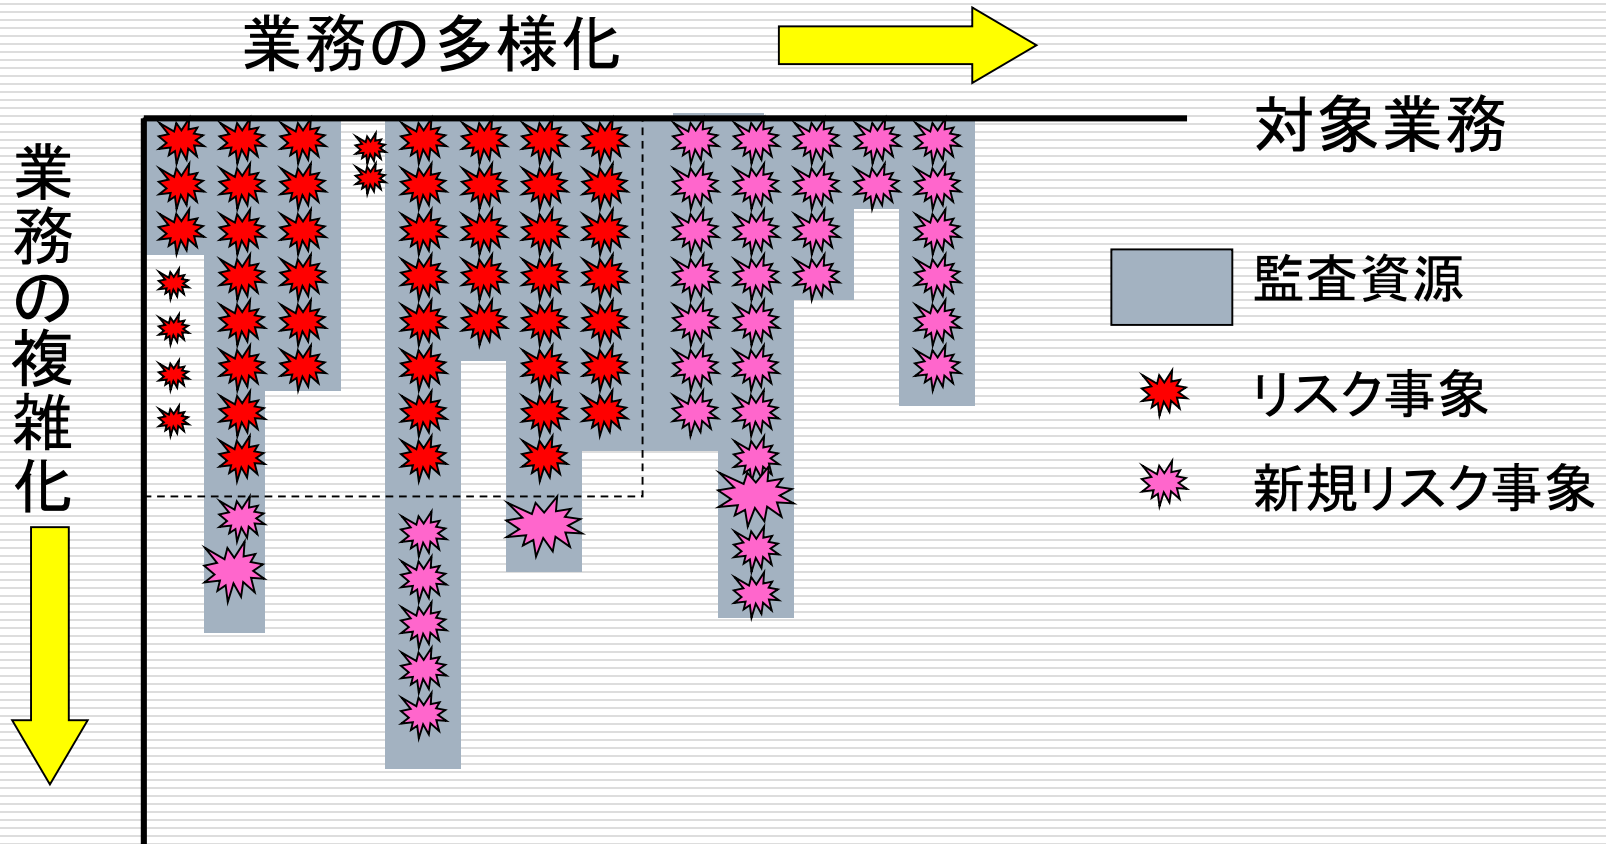 業務の多様化
対象業務
業務の複雑化
監査資源
リスク事象
新規リスク事象